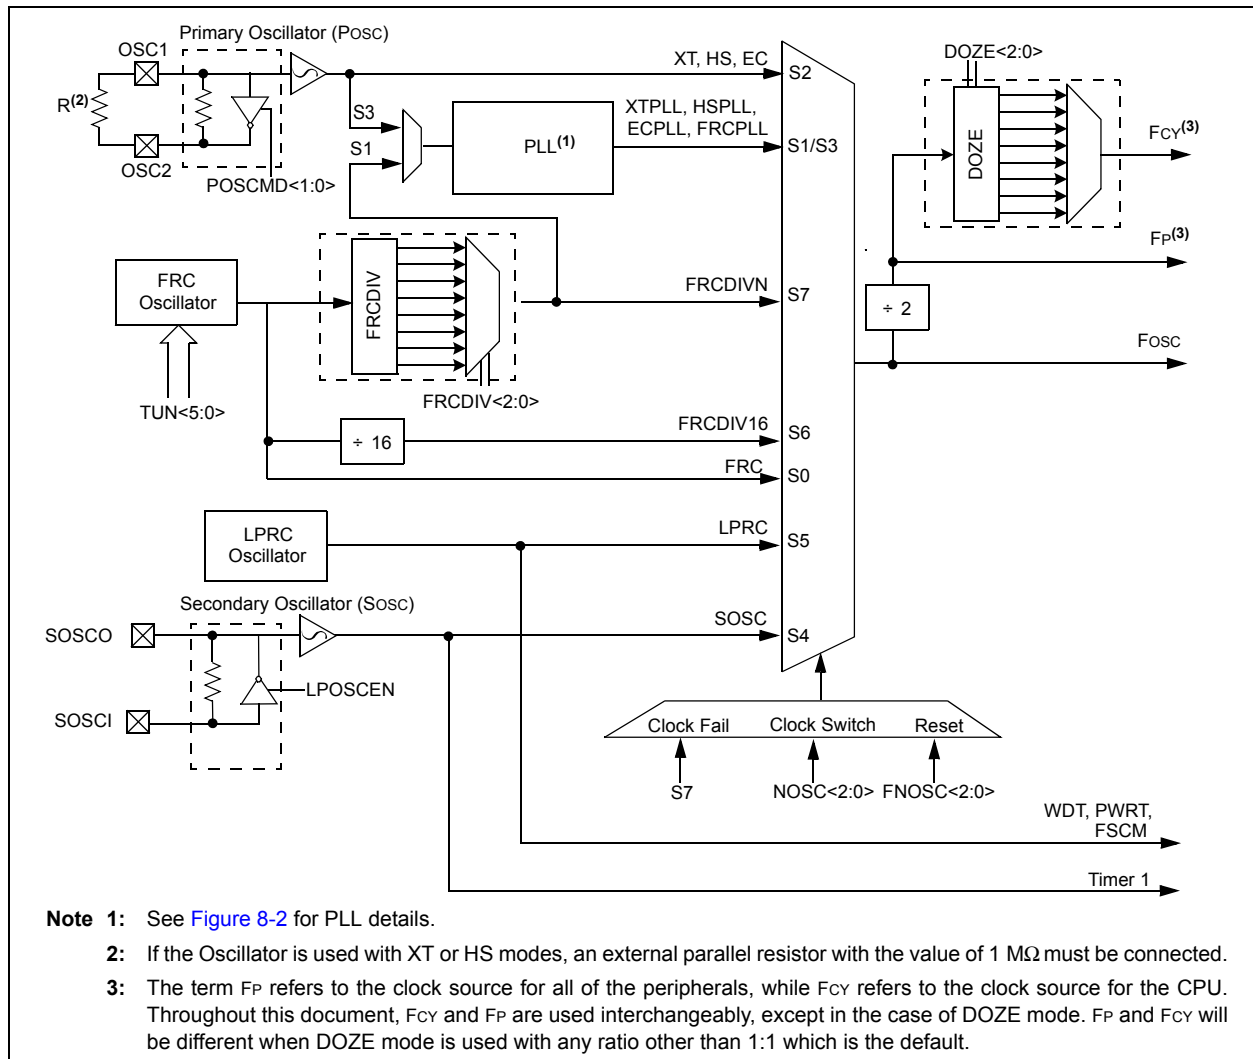 Primary Oscillator (POSC)
OSC1
R(2)
OSC2
POSCMD<1:0>
S3
S1
PLL(1)
XT, HS, EC
S2
XTPLL, HSPLL,
ECPLL, FRCPLL
S1/S3
DOZE<2:0>
DOZE
FCY(3)
FP(3)
÷ 2
FOSC
FRC
Oscillator
TUN<5:0>
FRCDIV
FRCDIV<2:0>
FRCDIVN
S7
÷ 16
FRCDIV16
S6
FRC
S0
LPRC
Oscillator
LPRC
S5
Secondary Oscillator (SOSC)
SOSCO
SOSCI
LPOSCEN
SOSC
S4
Clock Fail
Clock Switch
Reset
S7
NOSC<2:0>
FNOSC<2:0>
WDT, PWRT,
FSCM
Timer 1
Note 1: See Figure 8-2 for PLL details.
2: If the Oscillator is used with XT or HS modes, an external parallel resistor with the value of 1 MΩ must be connected.
3: The term FP refers to the clock source for all of the peripherals, while FCY refers to the clock source for the CPU.
Throughout this document, FCY and FP are used interchangeably, except in the case of DOZE mode. FP and FCY will
be different when DOZE mode is used with any ratio other than 1:1 which is the default.